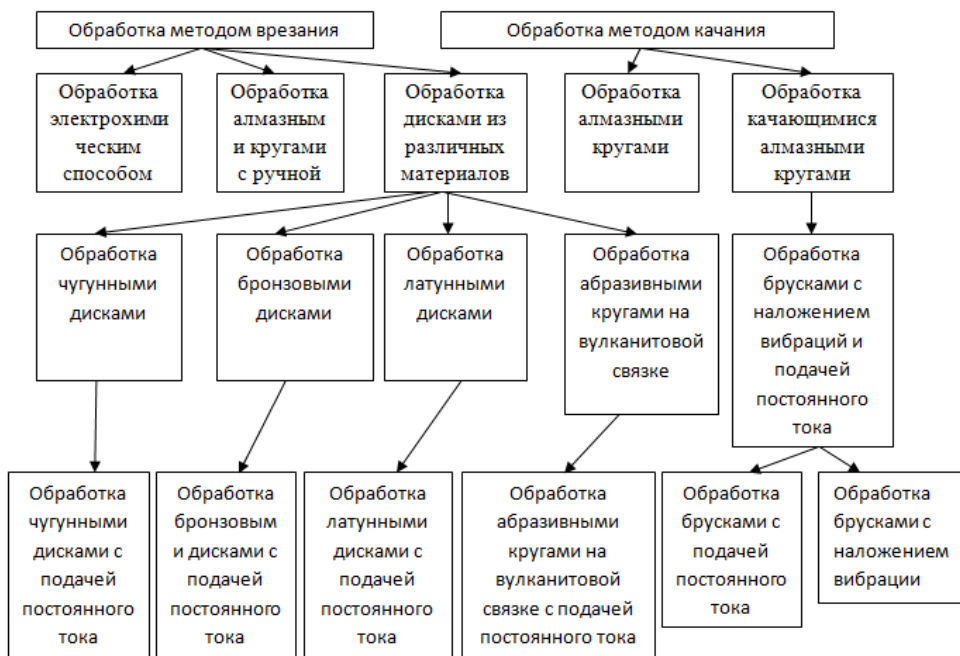 Обработка методом врезания
Обработка методом качания
Обработка
электрохими
ческим
способом
Обработка
алмазным
и кругами
с ручной
Обработка
дисками из
различных
материалов
Обработка
алмазными
кругами
Обработка
качающимися
алмазными
кругами
Обработка
чугунными
дисками
Обработка
бронзовыми
дисками
Обработка
латунными
дисками
Обработка
абразивными
кругами на
вулканитовой
связке
Обработка
брусками с
наложением
вибраций и
подачей
постоянного
тока
Обработка
чугунными
дисками с
подачей
постоянного
тока
Обработка
бронзовым
и дисками с
подачей
постоянного
тока
Обработка
латунными
дисками с
подачей
постоянного
тока
Обработка
абразивными
кругами на
вулканитовой
связке с подачей
постоянного тока
Обработка
брусками с
подачей
постоянного
тока
Обработка
брусками с
наложением
вибрации